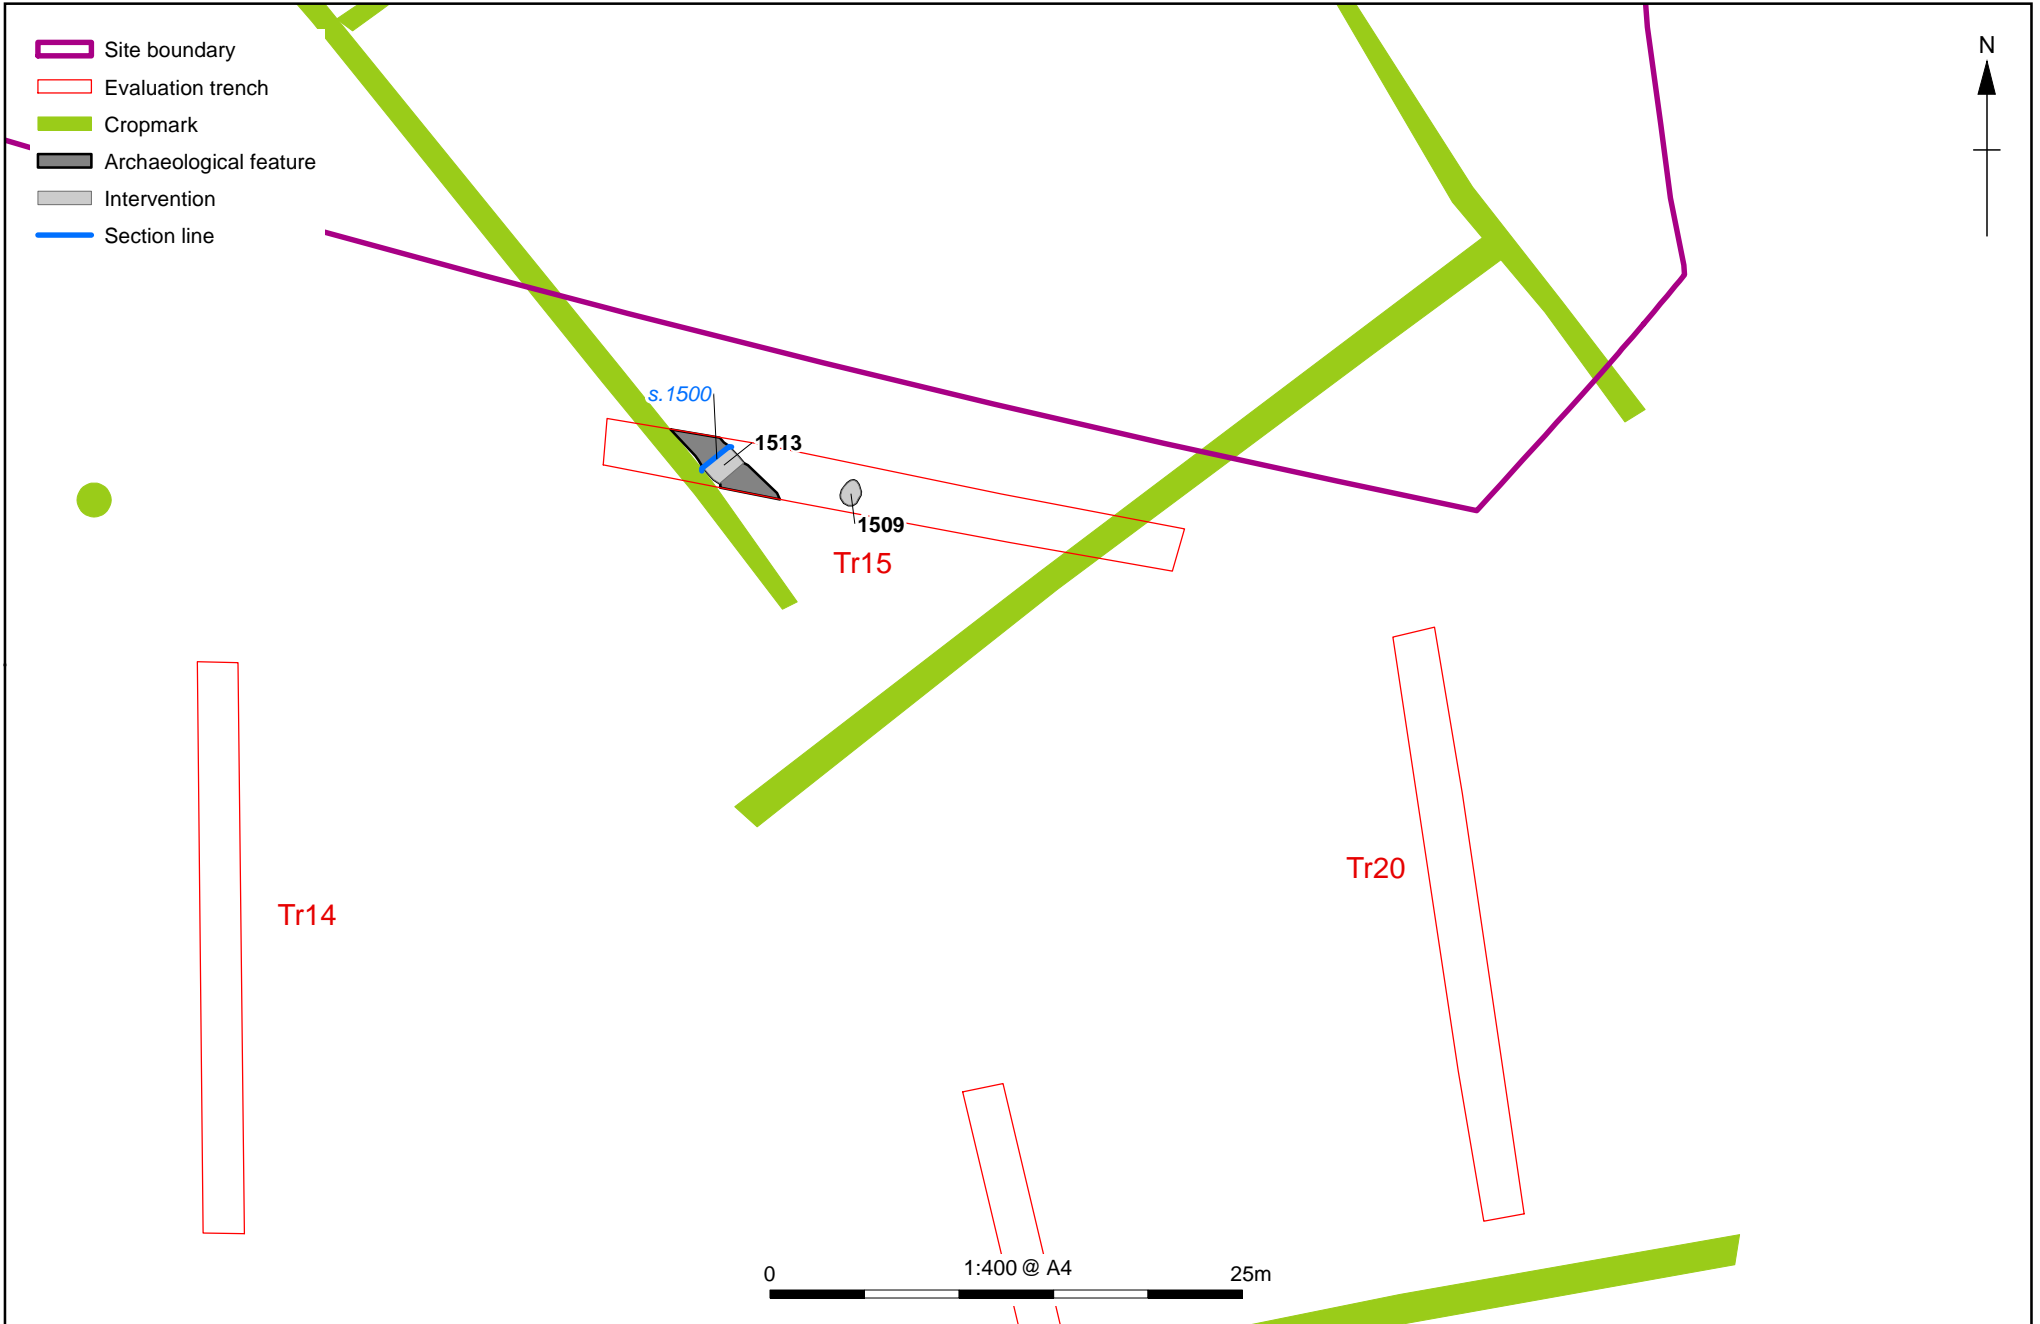 Site boundary
Evaluation trench
Cropmark
Archaeological feature
Intervention
Section line
N
s.1500
1513
1509
Tr15
Tr20
Tr14
0
1:400 @ A4
25m